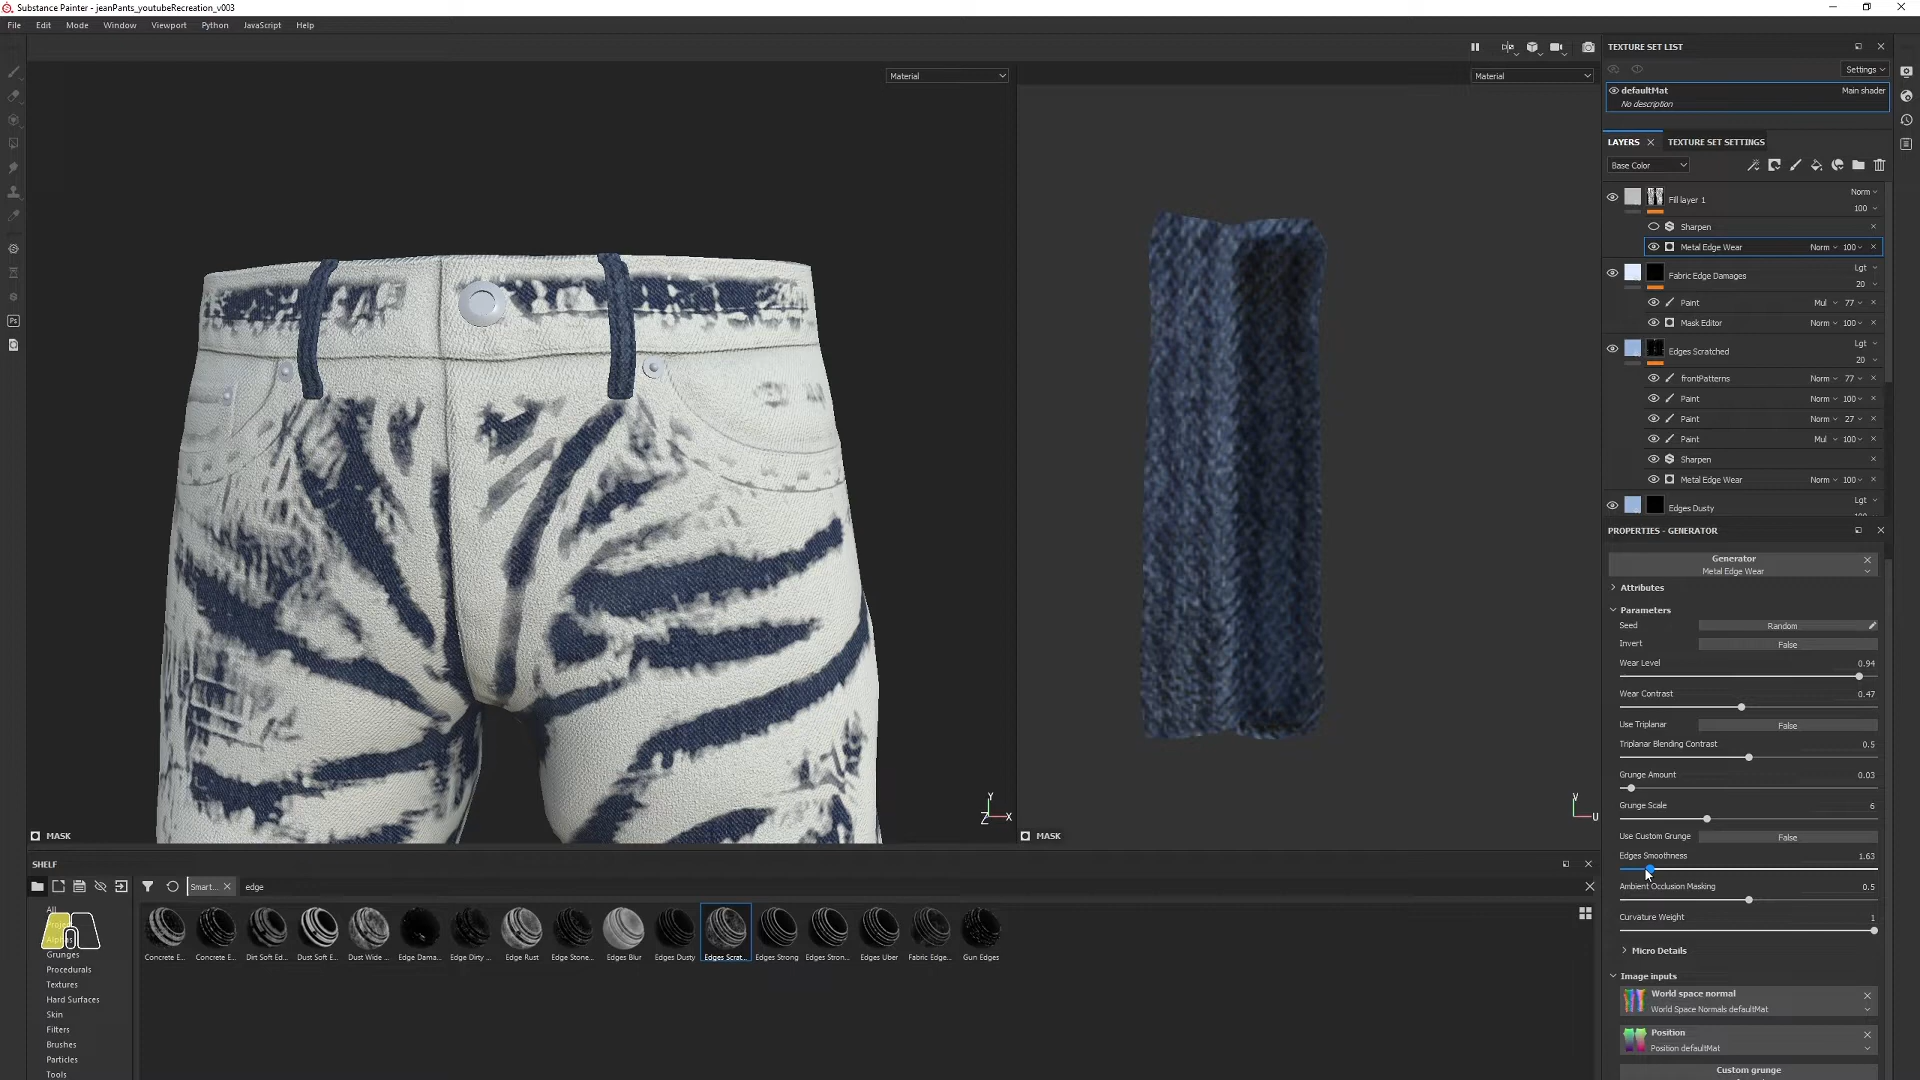 Substance Painter - jeanPants_youtubeRecreation_v003
File Edit Mode Window Viewport Python JavaScript Help
Material
Material
MASK
MASK
Y
Z X
V
U
TEXTURE SET LIST
Settings
defaultMat Main shader
No description
LAYERS TEXTURE SET SETTINGS
Base Color
Fill layer 1 Norm
100
Sharpen
Metal Edge Wear Norm 100
Fabric Edge Damages Lgt
20
Paint Mul 77
Mask Editor Norm 100
Edges Scratched Lgt
20
frontPatterns Norm 77
Paint Norm 100
Paint Norm 27
Paint Mul 100
Sharpen
Metal Edge Wear Norm 100
Edges Dusty Lgt
PROPERTIES - GENERATOR
Generator
Metal Edge Wear
Attributes
Parameters
Seed Random
Invert False
Wear Level 0.94
Wear Contrast 0.47
Use Triplanar False
Triplanar Blending Contrast 0.5
Grunge Amount 0.03
Grunge Scale 6
Use Custom Grunge False
Edges Smoothness 1.63
Ambient Occlusion Masking 0.5
Curvature Weight 1
Micro Details
Image inputs
World space normal
World Space Normals defaultMat
Position
Position defaultMat
Custom grunge
SHELF
Smart... edge
All
Grunges
Procedurals
Textures
Hard Surfaces
Skin
Filters
Brushes
Particles
Tools
Concrete E... Concrete E... Dirt Soft Ed... Dust Soft E... Dust Wide ... Edge Dama... Edge Dirty ... Edge Rust Edge Stone... Edges Blur Edges Dusty Edges Scrat... Edges Strong Edges Stron... Edges Uber Fabric Edge... Gun Edges
Ps